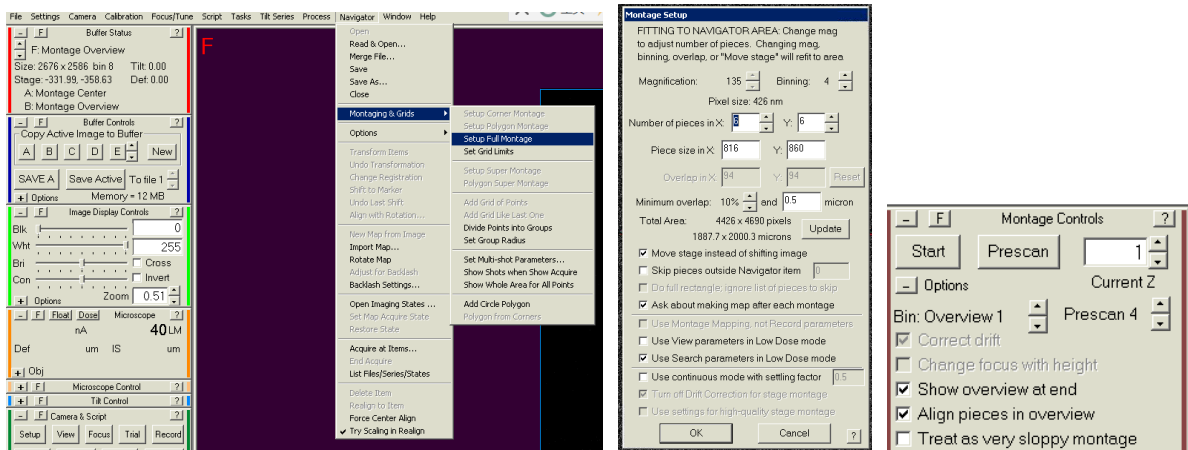 File Settings Camera Calibration Focus/Tune Script Tasks Tilt Series Process Navigator Window Help
- F Buffer Status ?
F: Montage Overview
Size: 2676 x 2586 bin 8 Tilt: 0.00
Stage: -331.99, -358.63 Def: 0.00
A: Montage Center
B: Montage Overview
- F Buffer Controls ?
Copy Active Image to Buffer
A B C D E New
SAVE A Save Active To file 1
+ Options Memory = 12 MB
- F Image Display Controls ?
Blk 0
Wht 255
Bri Cross
Con Invert
+ Options Zoom 0.51
- F Float Dose Microscope ?
nA 40 LM
Def um IS um
+ Obj
+ F Microscope Control ?
+ F Tilt Control ?
- F Camera & Script ?
Setup View Focus Trial Record
F
Open
Read & Open...
Merge File...
Save
Save As...
Close
Montaging & Grids
Options
Transform Items
Undo Transformation
Change Registration
Shift to Marker
Undo Last Shift
Align with Rotation...
New Map from Image
Import Map...
Rotate Map
Adjust for Backlash
Backlash Settings...
Open Imaging States ...
Set Map Acquire State
Restore State
Acquire at Items...
End Acquire
List Files/Series/States
Delete Item
Realign to Item
Force Center Align
Try Scaling in Realign
Setup Corner Montage
Setup Polygon Montage
Setup Full Montage
Set Grid Limits
Setup Super Montage
Polygon Super Montage
Add Grid of Points
Add Grid Like Last One
Divide Points into Groups
Set Group Radius
Set Multi-shot Parameters...
Show Shots when Show Acquire
Show Whole Area for All Points
Add Circle Polygon
Polygon from Corners
Montage Setup
FITTING TO NAVIGATOR AREA: Change mag
to adjust number of pieces. Changing mag,
binning, overlap, or "Move stage" will refit to area
Magnification: 135 Binning: 4
Pixel size: 426 nm
Number of pieces in X: 6 Y: 6
Piece size in X: 816 Y: 860
Overlap in X: 94 Y: 94 Reset
Minimum overlap: 10% and 0.5 micron
Total Area: 4426 x 4690 pixels
1887.7 x 2000.3 microns Update
Move stage instead of shifting image
Skip pieces outside Navigator item 0
Do full rectangle; ignore list of pieces to skip
Ask about making map after each montage
Use Montage Mapping, not Record parameters
Use View parameters in Low Dose mode
Use Search parameters in Low Dose mode
Use continuous mode with settling factor 0.5
Turn off Drift Correction for stage montage
Use settings for high-quality stage montage
OK Cancel ?
- F Montage Controls ?
Start Prescan 1
- Options Current Z
Bin: Overview 1 Prescan 4
Correct drift
Change focus with height
Show overview at end
Align pieces in overview
Treat as very sloppy montage